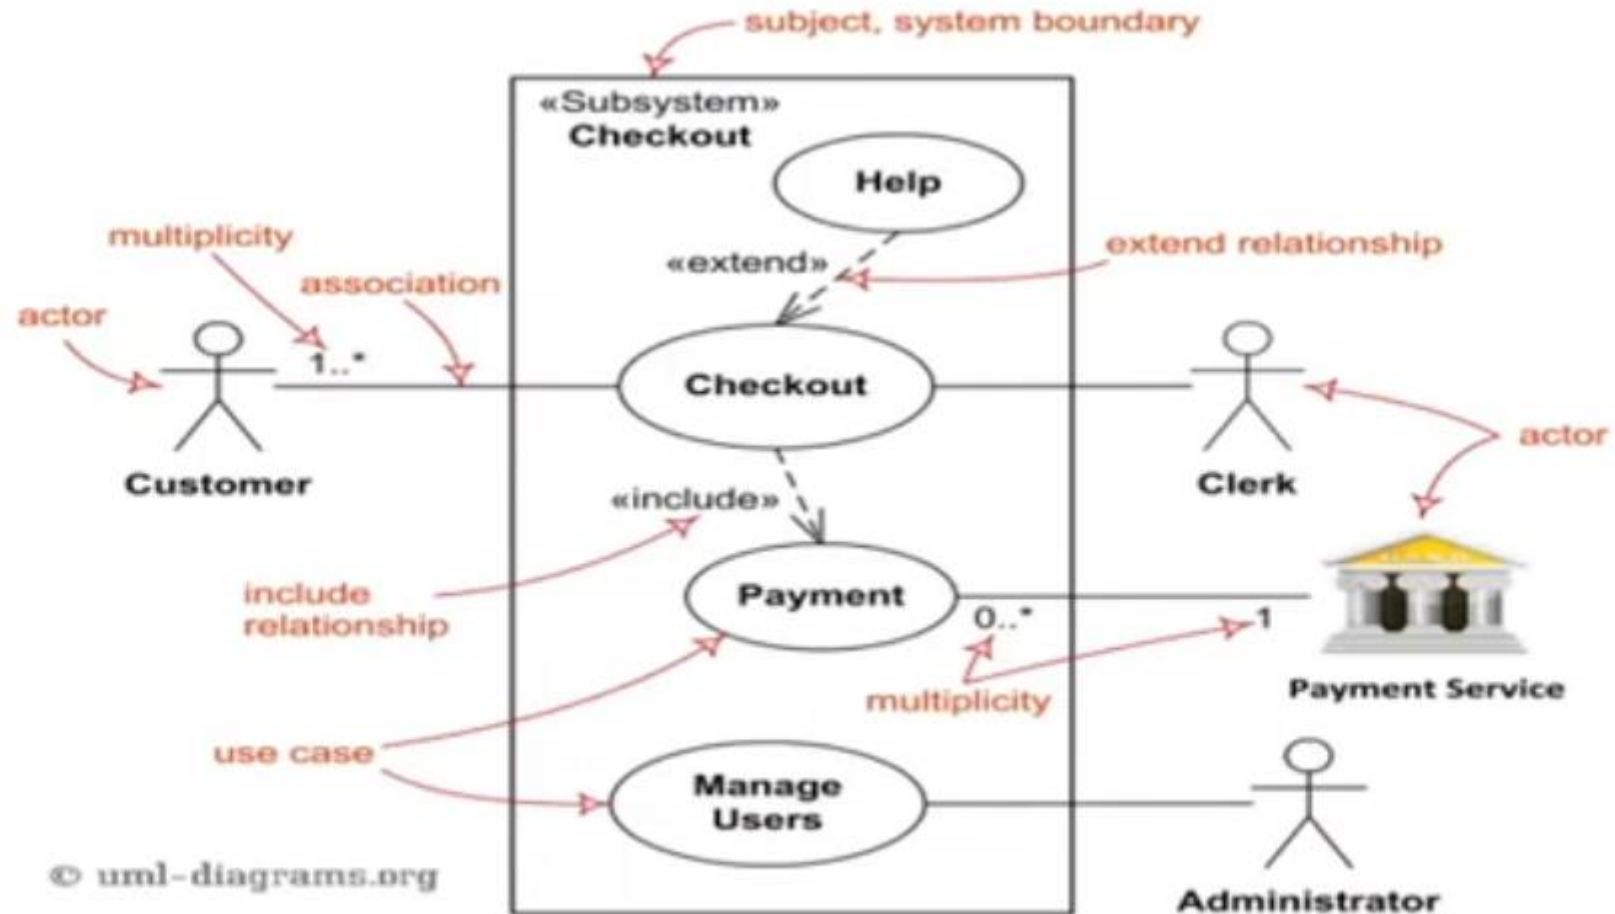 subject, system boundary
«Subsystem»
Checkout
Help
multiplicity
«extend»
extend relationship
association
actor
1..*
Checkout
actor
Customer
Clerk
«include»
include
relationship
Payment
0..*
1
multiplicity
Payment Service
use case
Manage
Users
© uml-diagrams.org
Administrator